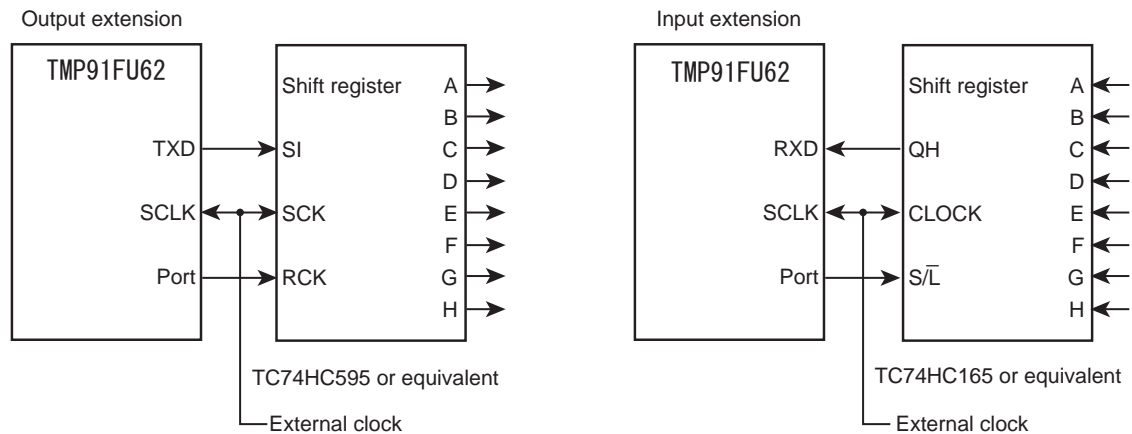 Output extension
TMP91FU62
TXD
SCLK
Port
Shift register
SI
SCK
RCK
A
B
C
D
E
F
G
H
TC74HC595 or equivalent
External clock
Input extension
TMP91FU62
RXD
SCLK
Port
Shift register
QH
CLOCK
S/L̅
A
B
C
D
E
F
G
H
TC74HC165 or equivalent
External clock